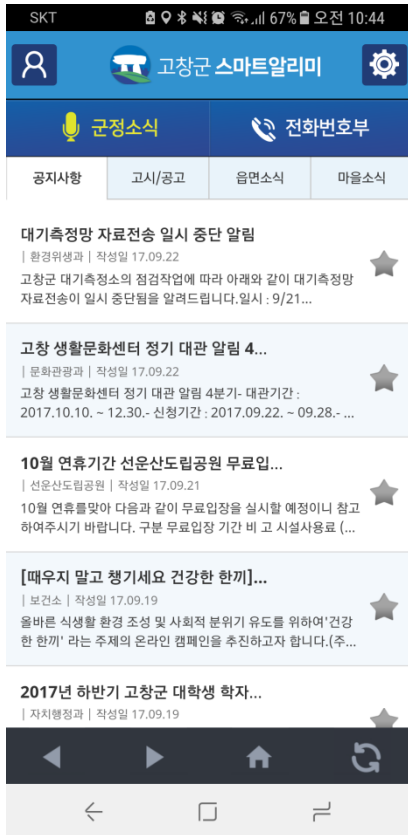 SKT 67% 오전 10:44
고창군 스마트알리미
군정소식 전화번호부
공지사항 고시/공고 읍면소식 마을소식
대기측정망 자료전송 일시 중단 알림
| 환경위생과 | 작성일 17.09.22
고창군 대기측정소의 점검작업에 따라 아래와 같이 대기측정망
자료전송이 일시 중단됨을 알려드립니다.일시 : 9/21...
고창 생활문화센터 정기 대관 알림 4...
| 문화관광과 | 작성일 17.09.22
고창 생활문화센터 정기 대관 알림 4분기- 대관기간 :
2017.10.10. ~ 12.30.- 신청기간 : 2017.09.22. ~ 09.28.- ...
10월 연휴기간 선운산도립공원 무료입...
| 선운산도립공원 | 작성일 17.09.21
10월 연휴를맞아 다음과 같이 무료입장을 실시할 예정이니 참고
하여주시기 바랍니다. 구분 무료입장 기간 비 고 시설사용료 (...
[때우지 말고 챙기세요 건강한 한끼]...
| 보건소 | 작성일 17.09.19
올바른 식생활 환경 조성 및 사회적 분위기 유도를 위하여'건강
한 한끼' 라는 주제의 온라인 캠페인을 추진하고자 합니다.(주...
2017년 하반기 고창군 대학생 학자...
| 자치행정과 | 작성일 17.09.19